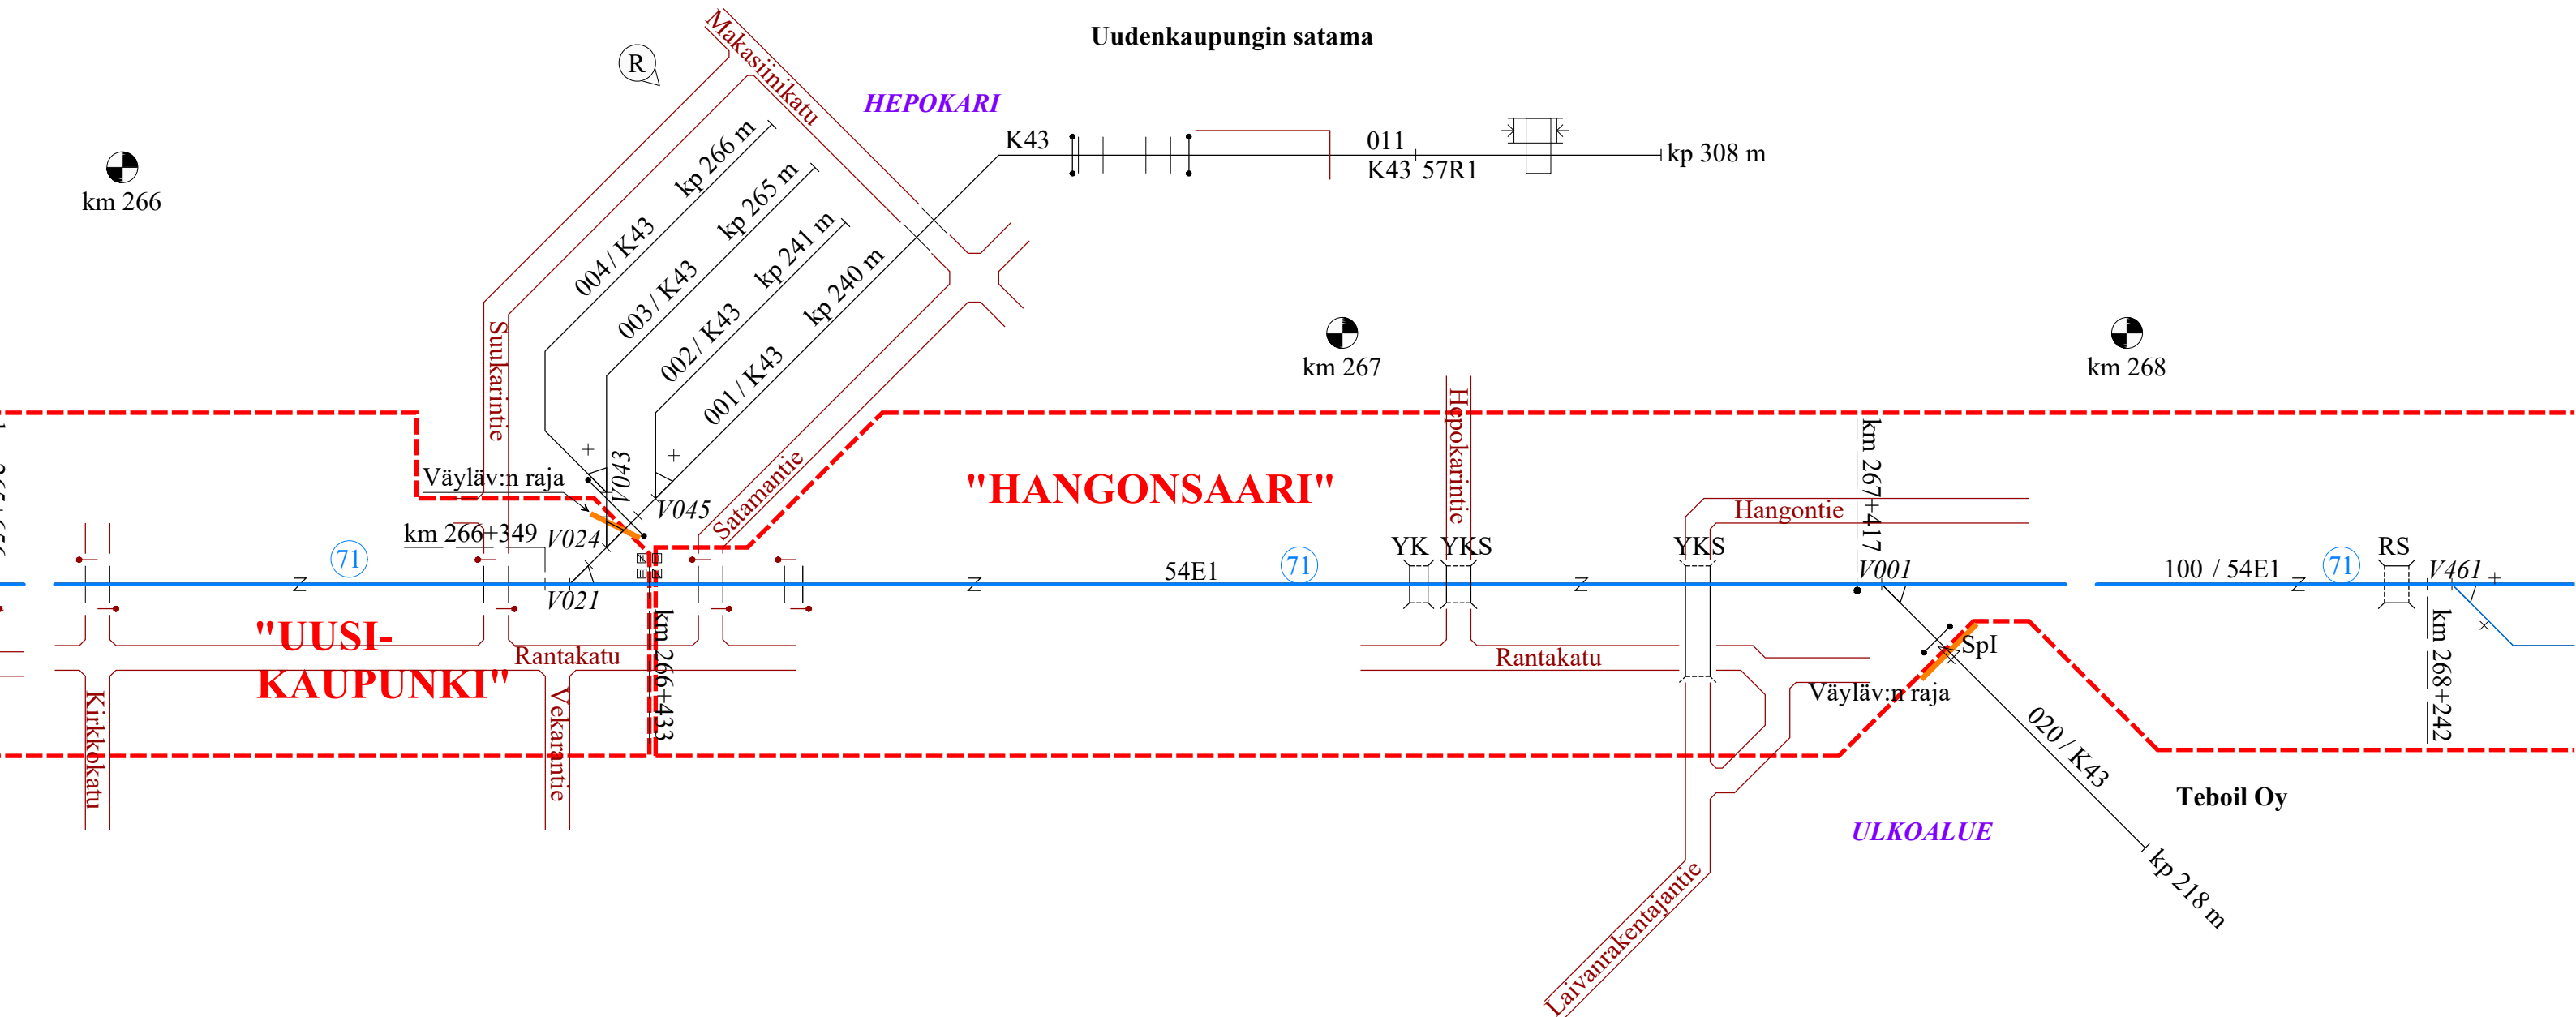 Uudenkaupungin satama
R
Makasiinikatu
HEPOKARI
K43
011
K43 57R1
kp 308 m
km 266
004 / K43 kp 266 m
003 / K43 kp 265 m
002 / K43 kp 241 m
001 / K43 kp 240 m
Suukarintie
km 267
km 268
Hepokarintie
Väyläv:n raja
V043
V045
Satamantie
"HANGONSAARI"
km 267+417
Hangontie
km 266+349
V024
71
V021
54E1
71
YK
YKS
YKS
V001
100 / 54E1
71
RS
V461
"UUSI-
KAUPUNKI"
Rantakatu
km 266+433
Rantakatu
SpI
Väyläv:n raja
km 268+242
Kirkkokatu
Vekarantie
020 / K43
Teboil Oy
ULKOALUE
kp 218 m
Laivanrakentajantie